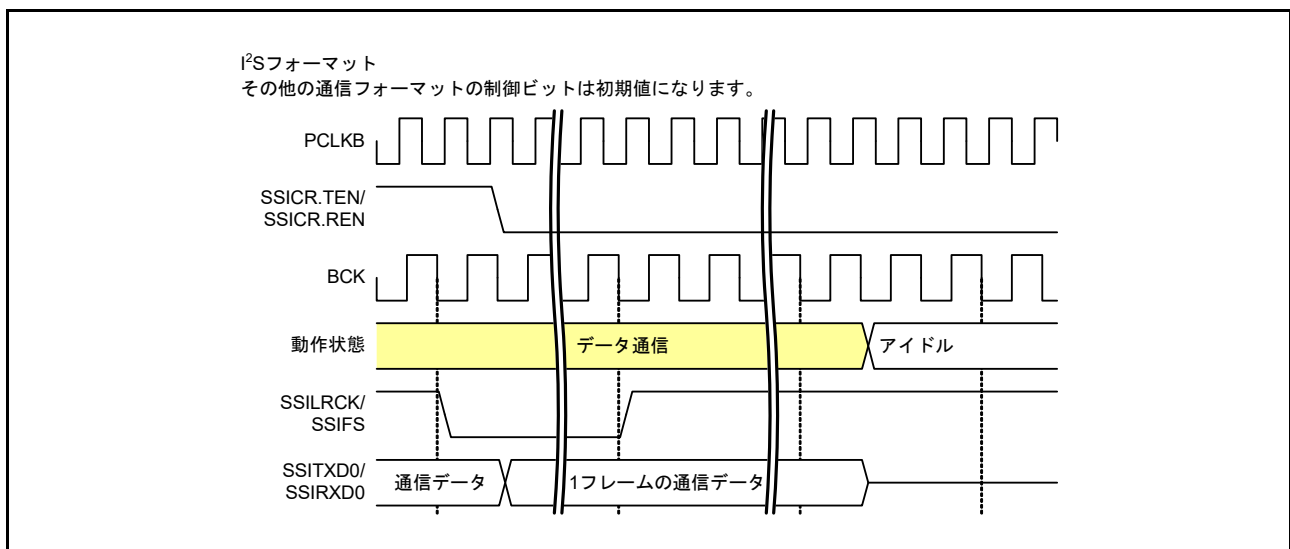 I²Sフォーマット
その他の通信フォーマットの制御ビットは初期値になります。
PCLKB
SSICR.TEN/
SSICR.REN
BCK
動作状態
データ通信
アイドル
SSILRCK/
SSIFS
SSITXD0/
SSIRXD0
通信データ
1フレームの通信データ